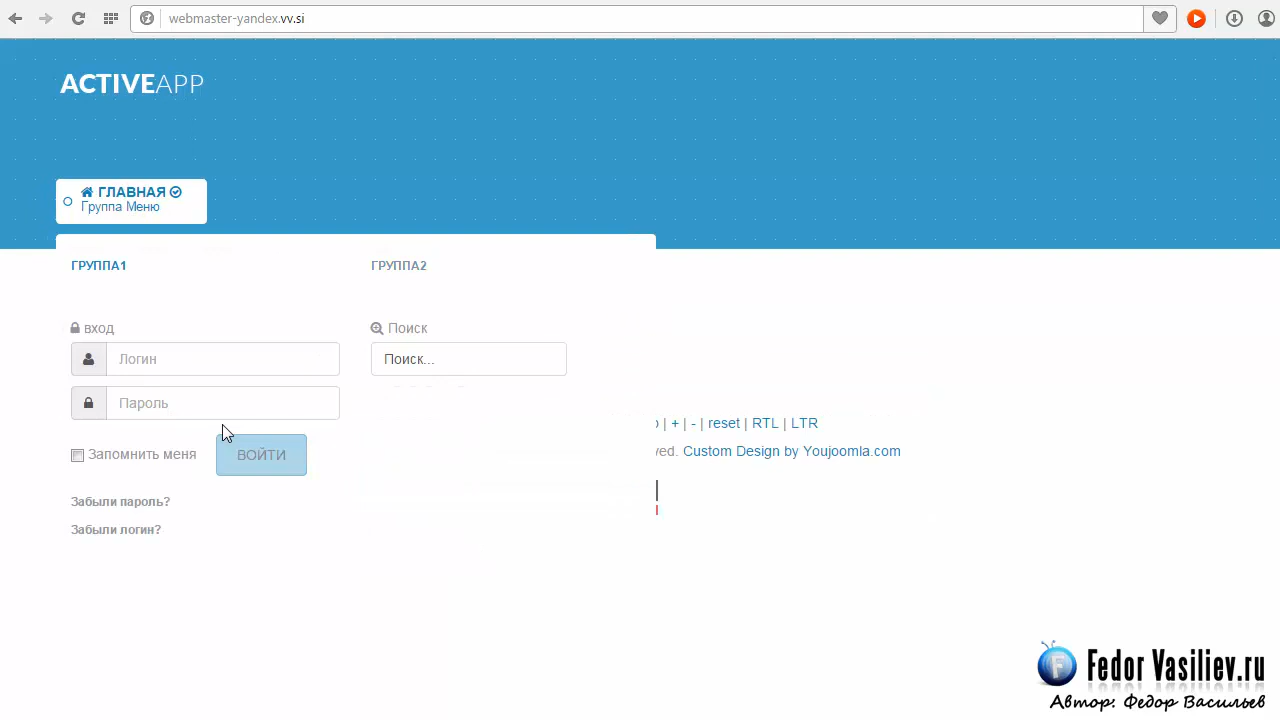 webmaster-yandex.vv.si
ACTIVEAPP
ГЛАВНАЯ
Группа Меню
ГРУППА1
ГРУППА2
вход
Поиск
Логин
Поиск...
Пароль
| + | - | reset | RTL | LTR
Запомнить меня
ВОЙТИ
Custom Design by Youjoomla.com
Забыли пароль?
Забыли логин?
Fedor Vasiliev.ru
Автор: Федор Васильев